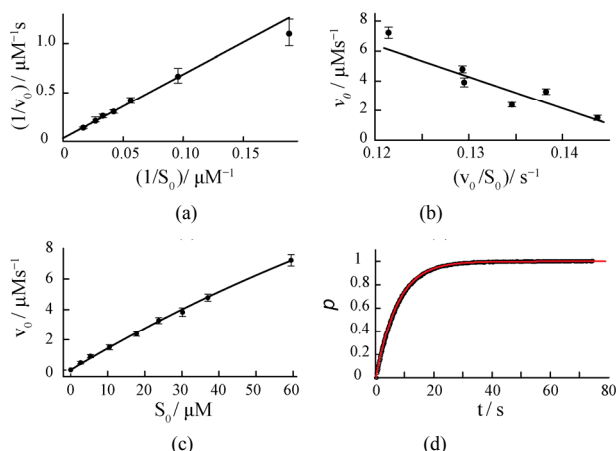 (1/v₀) / μM⁻¹s
1.0
0.5
0
0.00 0.05 0.10 0.15
(1/S₀)/ μM⁻¹
(a)
v₀ / μMs⁻¹
8
6
4
2
0
0.12 0.13 0.14
(v₀/S₀)/ s⁻¹
(b)
v₀ / μMs⁻¹
8
6
4
2
0
0 10 20 30 40 50 60
S₀/ μM
(c)
p
1
0.8
0.6
0.4
0.2
0
0 20 40 60 80
t / s
(d)